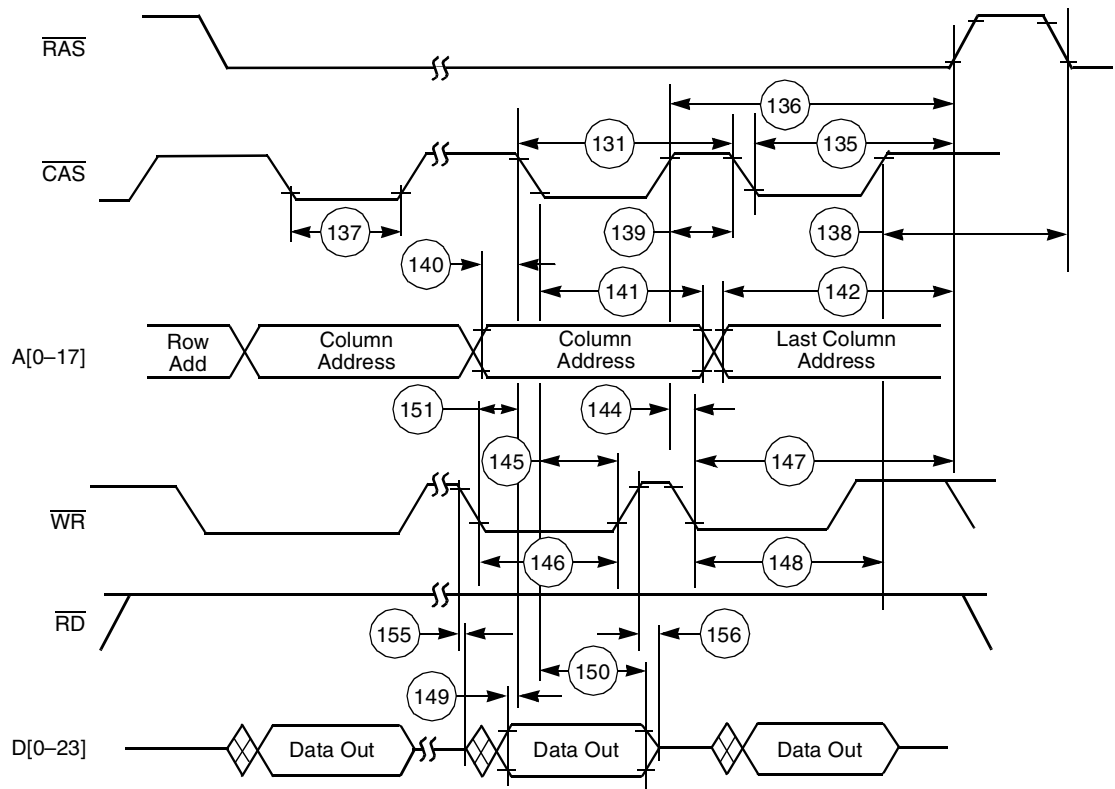 RAS
136
131
135
CAS
137
139
138
140
141
142
A[0–17]
Row
Add
Column
Address
Column
Address
Last Column
Address
151
144
145
147
WR
146
148
RD
155
156
150
149
D[0–23]
Data Out
Data Out
Data Out